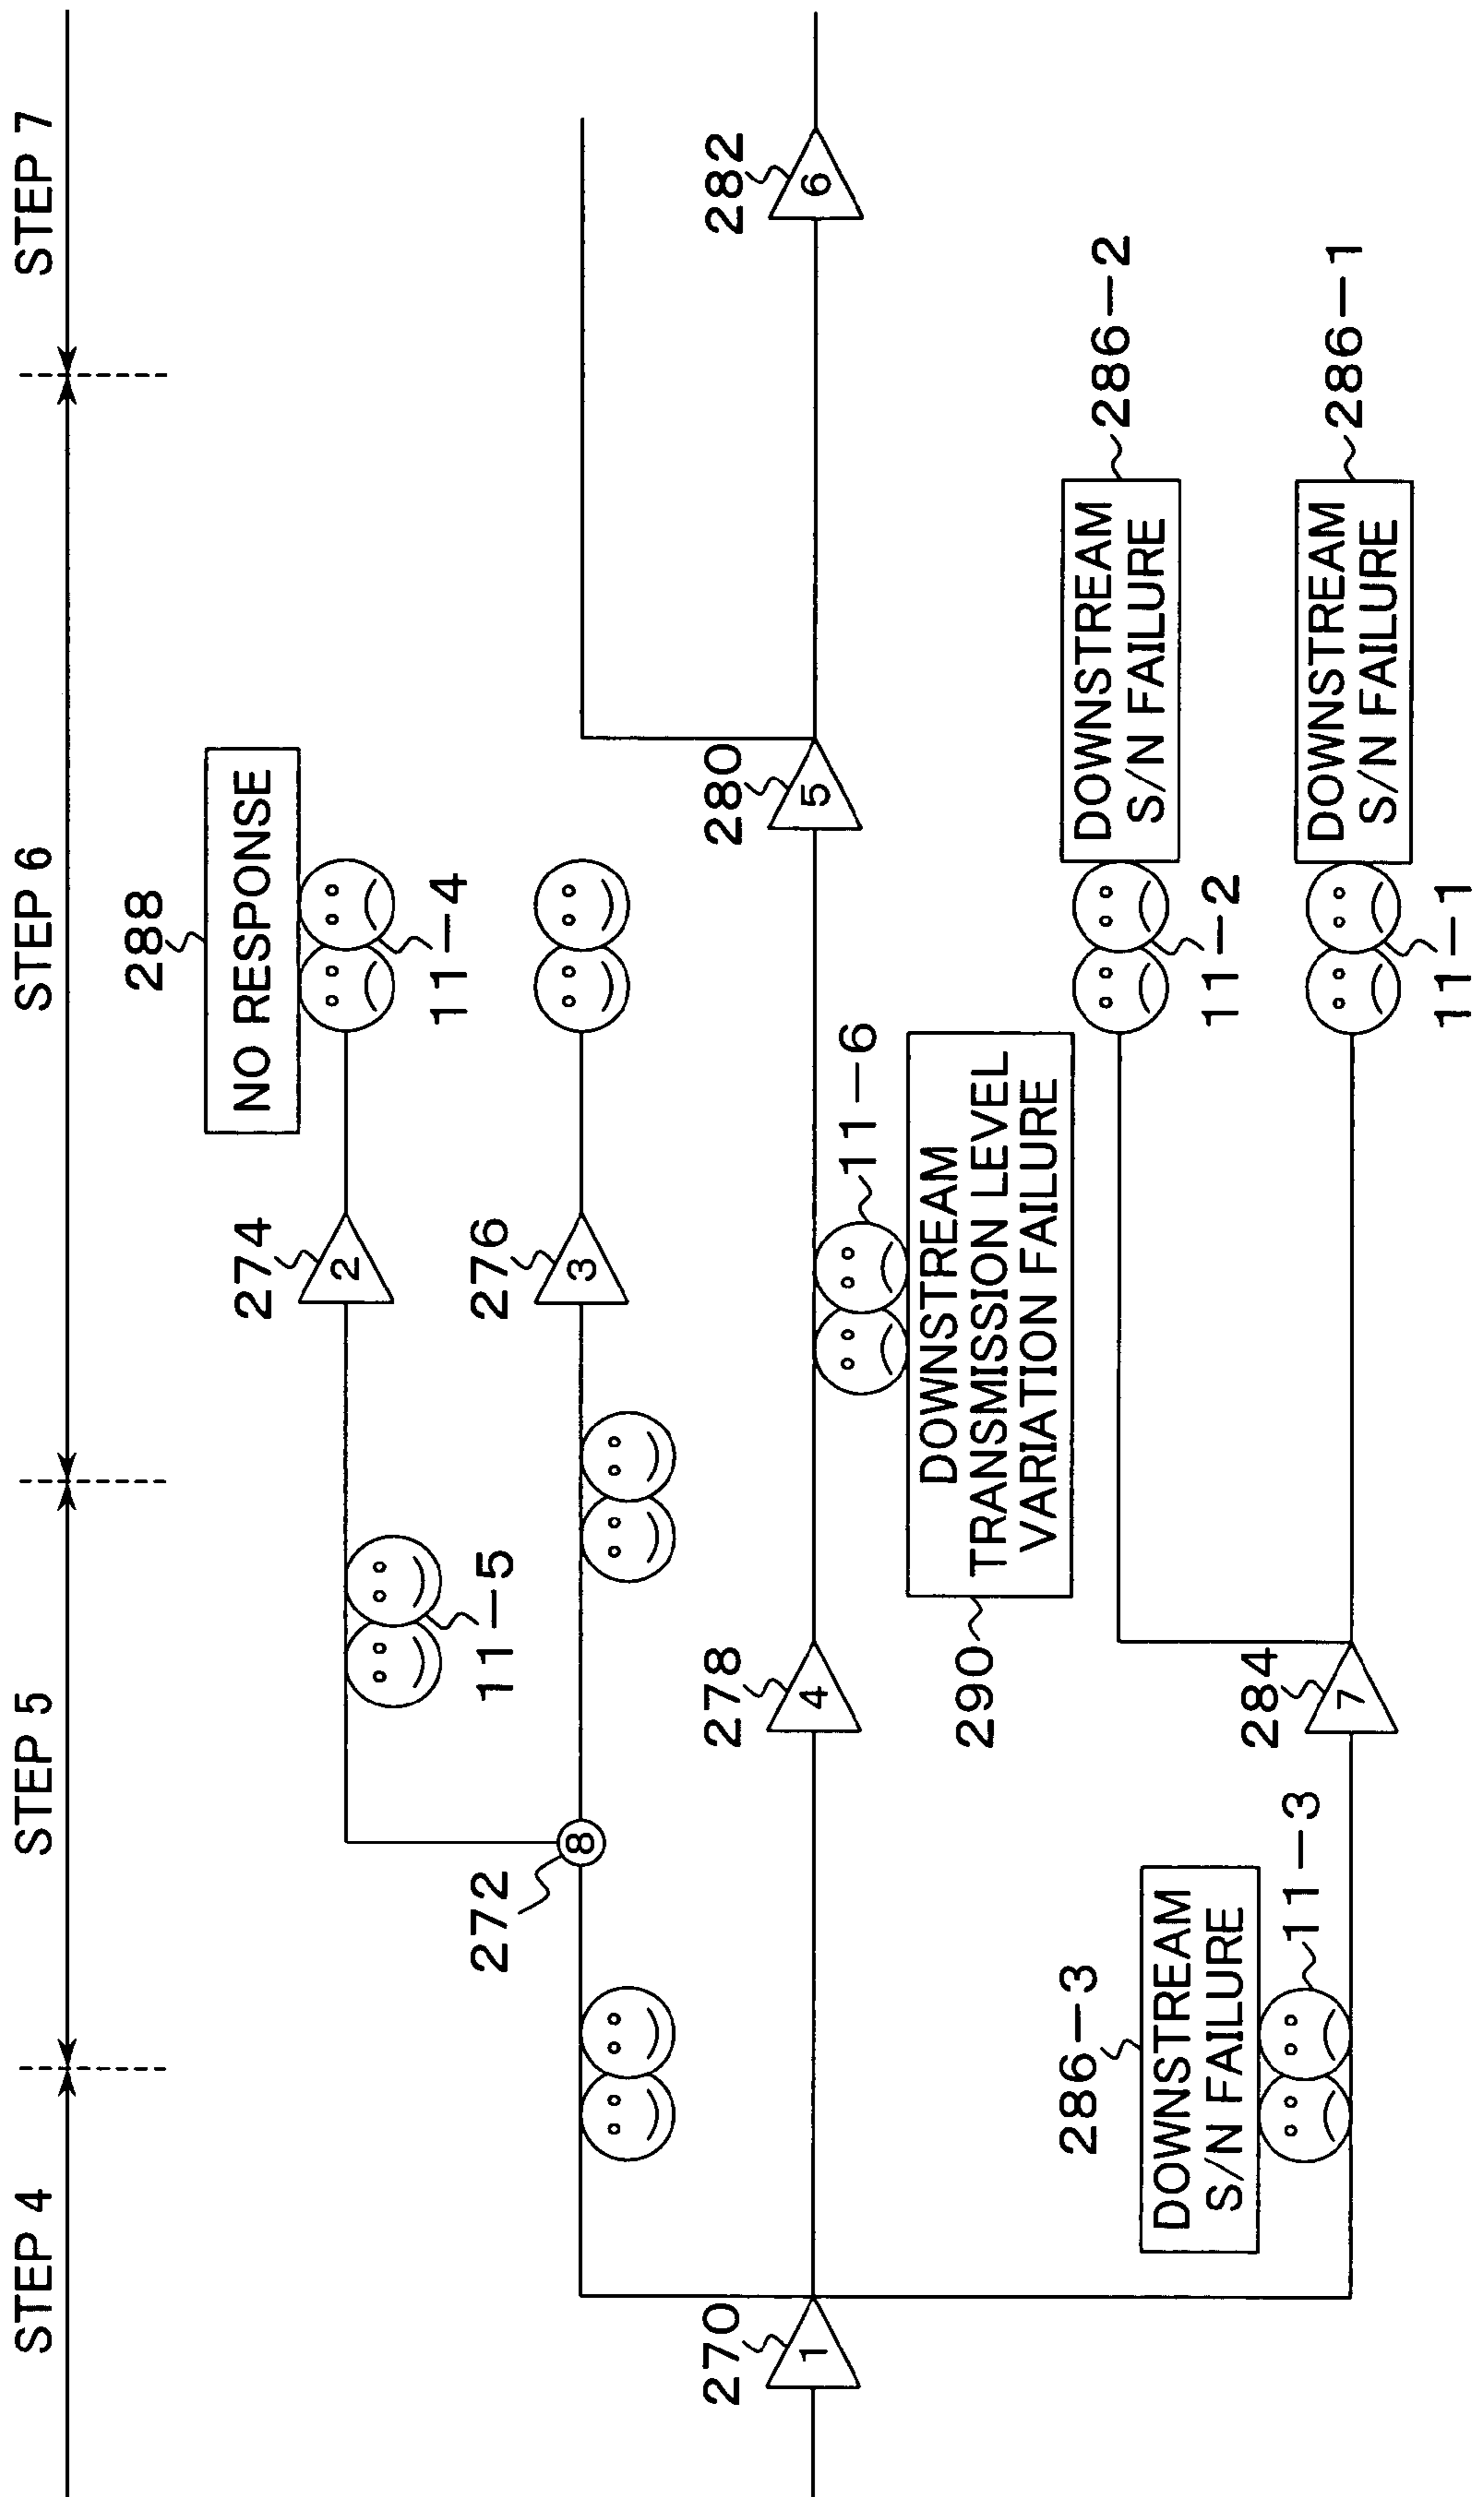 STEP 4
STEP 5
STEP 6
STEP 7
288
NO RESPONSE
274
2
11-4
11-5
272
8
276
3
270
1
278
4
280
5
282
6
11-6
290
DOWNSTREAM
TRANSMISSION LEVEL
VARIATION FAILURE
286-3
DOWNSTREAM
S/N FAILURE
11-3
284
7
DOWNSTREAM
S/N FAILURE
286-2
11-2
DOWNSTREAM
S/N FAILURE
286-1
11-1